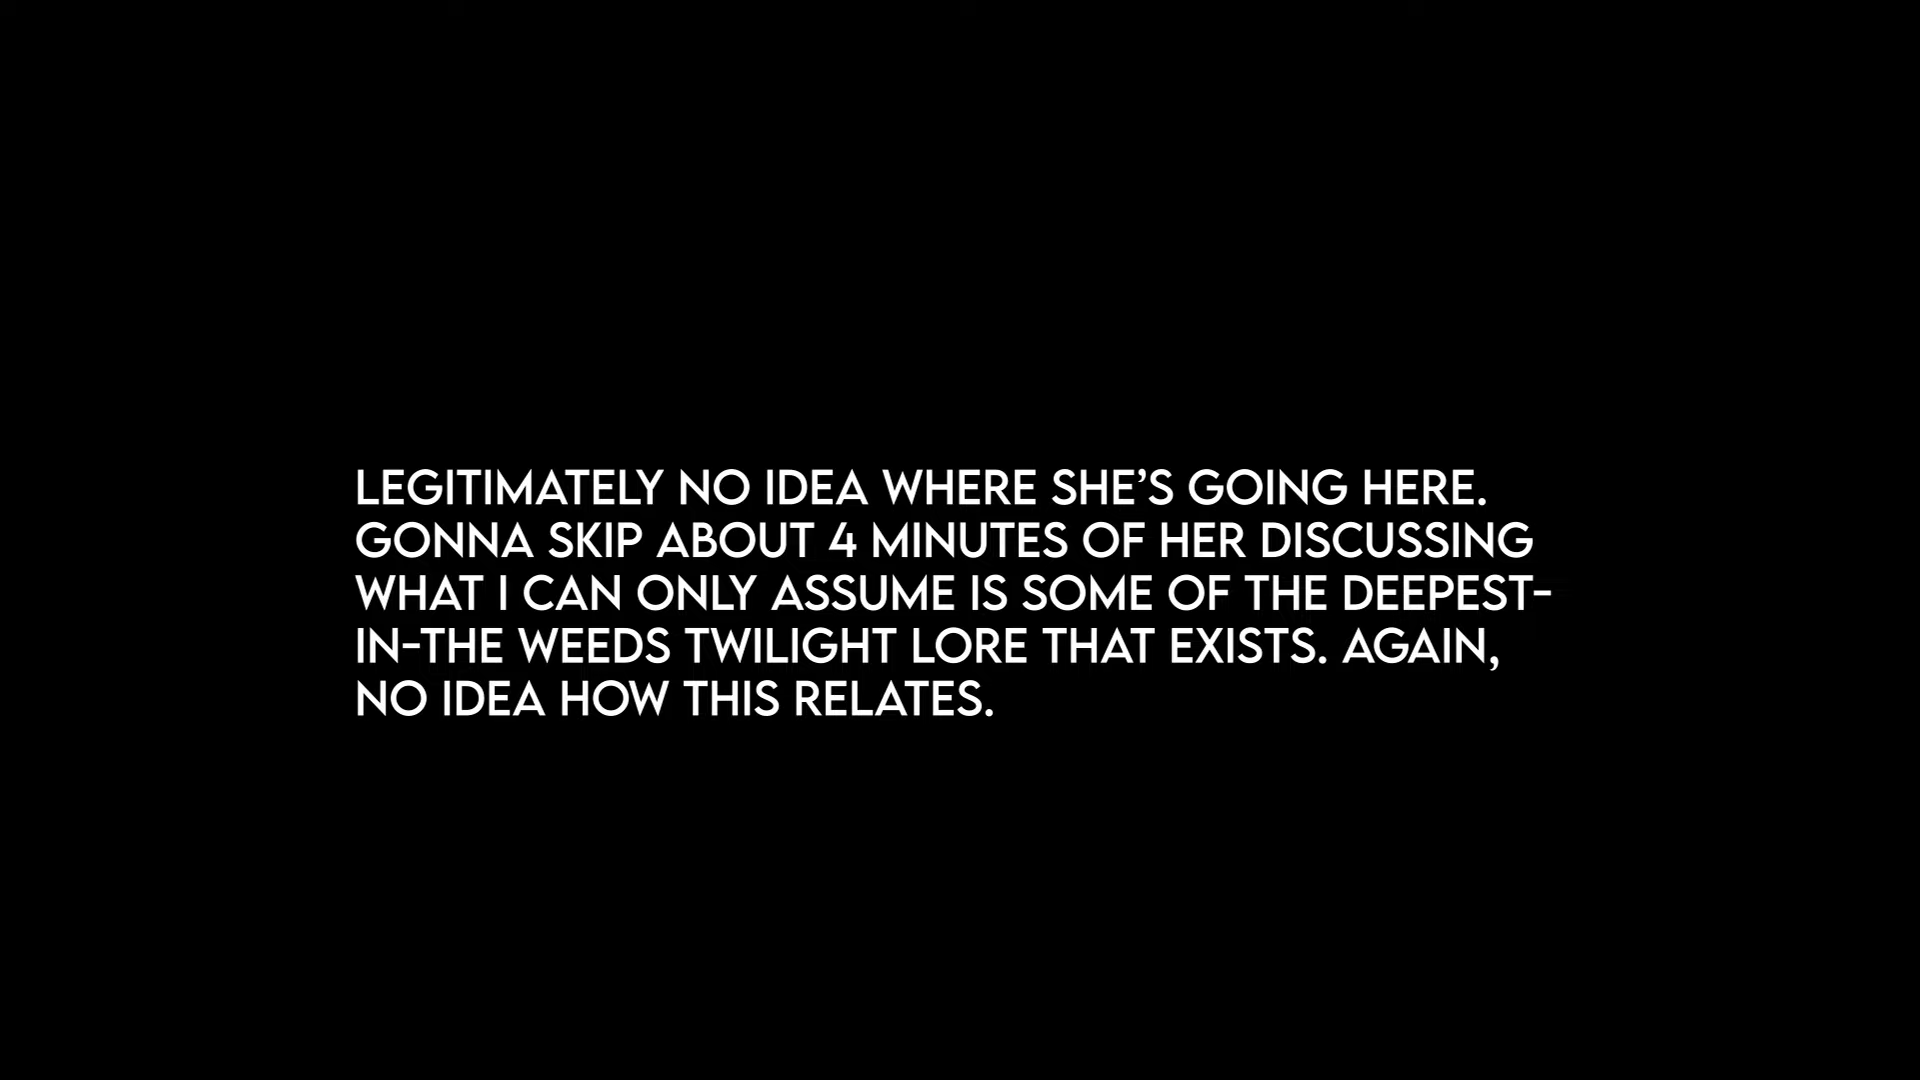 LEGITIMATELY NO IDEA WHERE SHE’S GOING HERE.
GONNA SKIP ABOUT 4 MINUTES OF HER DISCUSSING
WHAT I CAN ONLY ASSUME IS SOME OF THE DEEPEST-
IN-THE WEEDS TWILIGHT LORE THAT EXISTS. AGAIN,
NO IDEA HOW THIS RELATES.